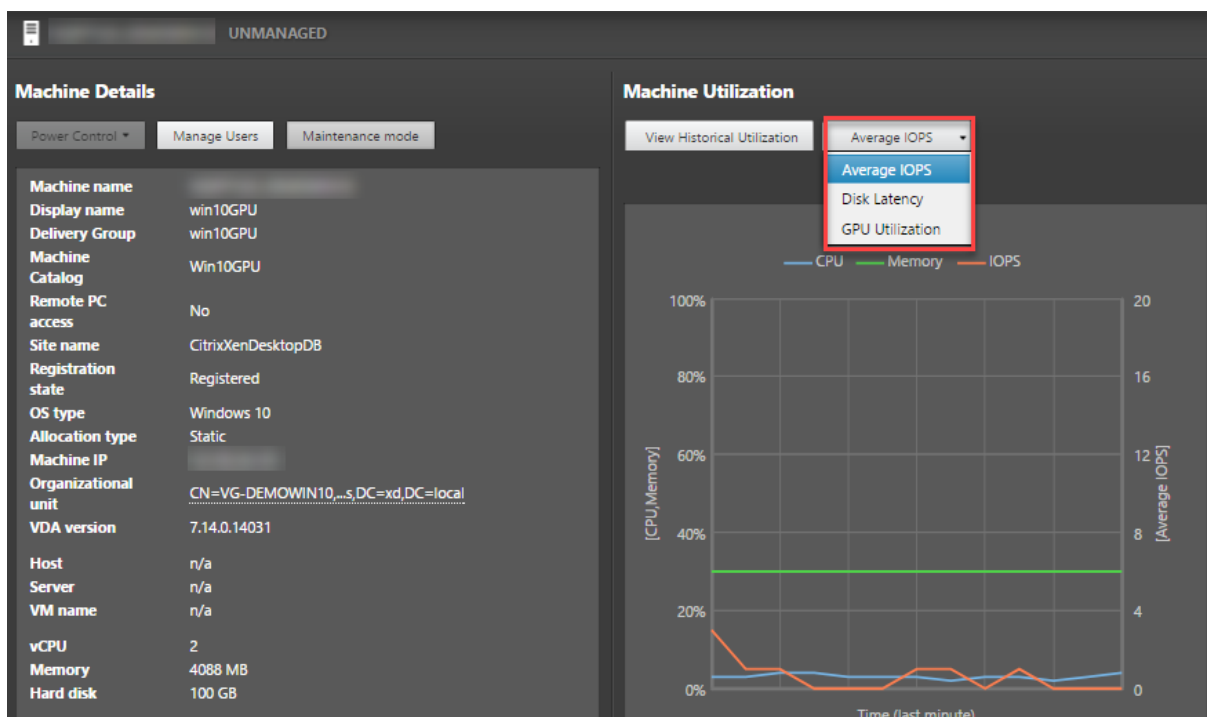 UNMANAGED
Machine Details
Power Control
Manage Users
Maintenance mode
Machine name
Display name win10GPU
Delivery Group win10GPU
Machine Catalog Win10GPU
Remote PC access No
Site name CitrixXenDesktopDB
Registration state Registered
OS type Windows 10
Allocation type Static
Machine IP
Organizational unit CN=VG-DEMOWIN10,...s,DC=xd,DC=local
VDA version 7.14.0.14031
Host n/a
Server n/a
VM name n/a
vCPU 2
Memory 4088 MB
Hard disk 100 GB
Machine Utilization
View Historical Utilization
Average IOPS
Average IOPS
Disk Latency
GPU Utilization
CPU Memory IOPS
100% 20
80% 16
60% 12
40% 8
20% 4
0% 0
[CPU,Memory]
[Average IOPS]
Time (last minute)